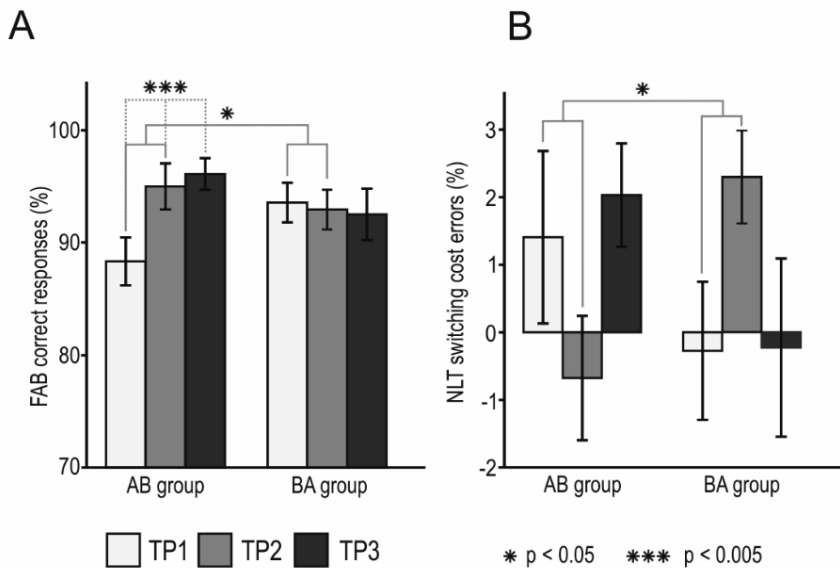 A
B
***
*
*
FAB correct responses (%)
100
90
80
70
AB group
BA group
NLT switching cost errors (%)
3
2
1
0
-1
-2
AB group
BA group
TP1 TP2 TP3
* p < 0.05 *** p < 0.005